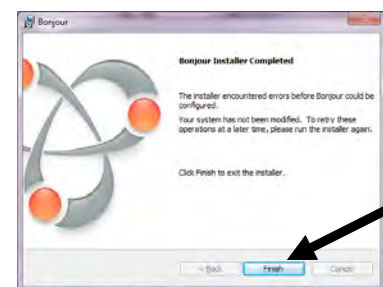 Bonjour
Bonjour Installer Completed
The installer encountered errors before Bonjour could be
configured.
Your system has not been modified. To retry these
operations at a later time, please run the installer again.
Click Finish to exit the installer.
< Back Finish Cancel